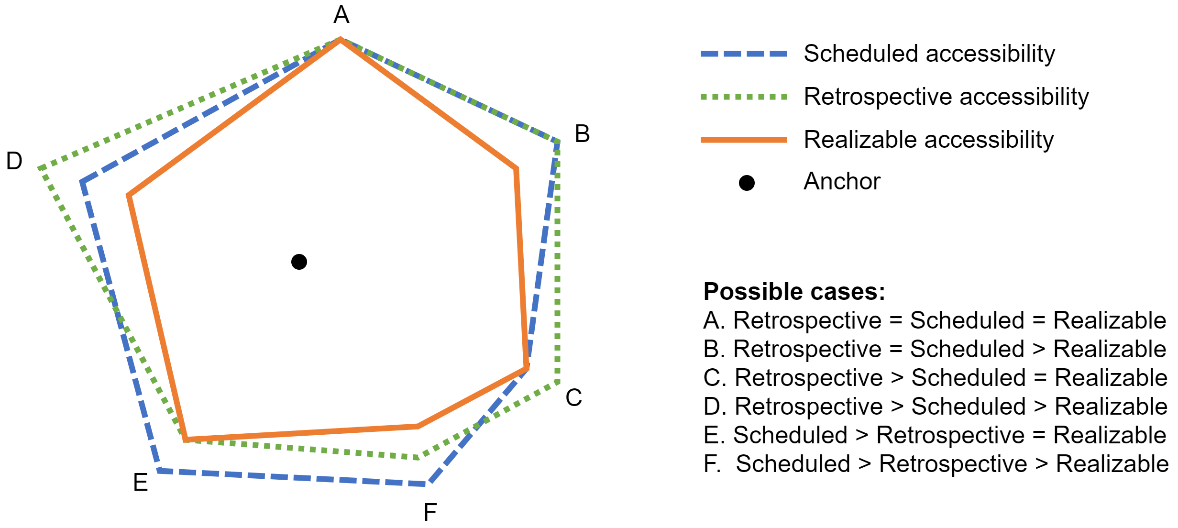 A
B
D
C
E
F
Scheduled accessibility
Retrospective accessibility
Realizable accessibility
Anchor
Possible cases:
A. Retrospective = Scheduled = Realizable
B. Retrospective = Scheduled > Realizable
C. Retrospective > Scheduled = Realizable
D. Retrospective > Scheduled > Realizable
E. Scheduled > Retrospective = Realizable
F. Scheduled > Retrospective > Realizable